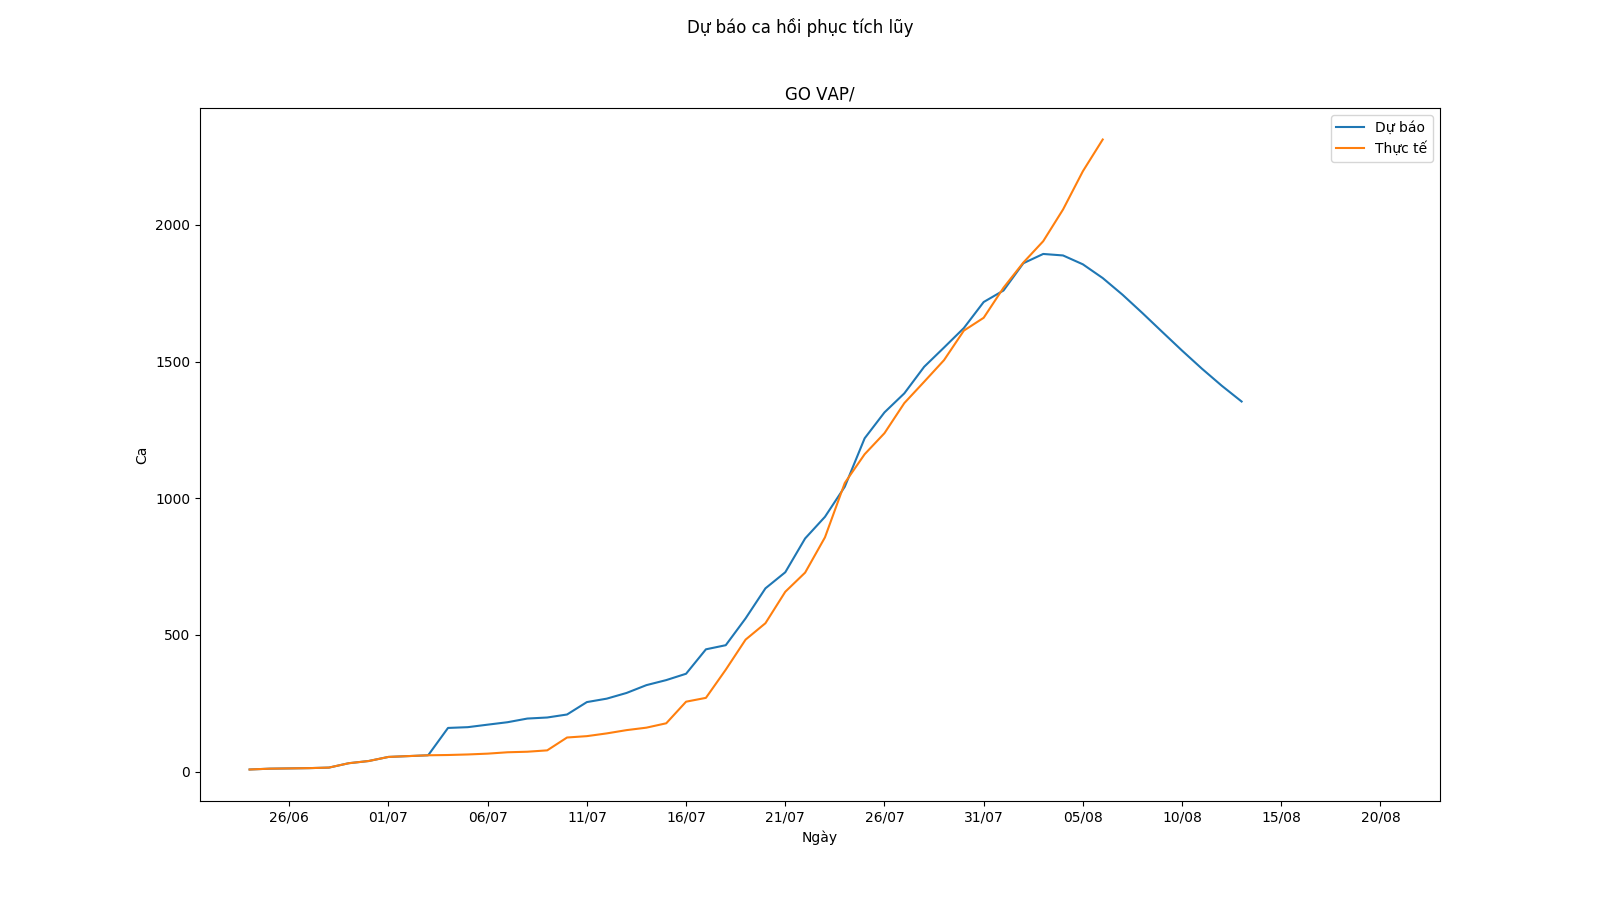 Dự báo ca hồi phục tích lũy
GO VAP/
Dự báo
Thực tế
2000
1500
1000
500
0
Ca
26/06 01/07 06/07 11/07 16/07 21/07 26/07 31/07 05/08 10/08 15/08 20/08
Ngày